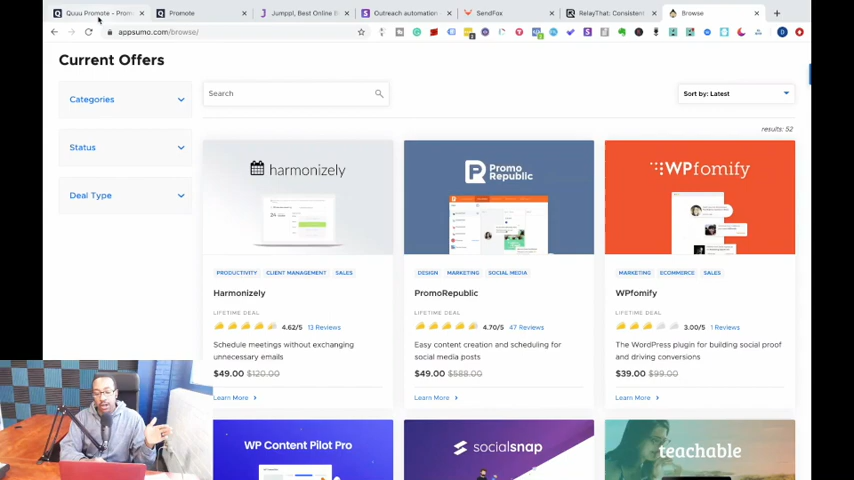 Quuu Promote - Prom
Promote
Jumppl, Best Online B
Outreach automation
SendFox
RelayThat: Consistent
Browse
appsumo.com/browse/
Current Offers
Categories
Search
Sort by: Latest
Status
results: 52
Deal Type
harmonizely
Promo
Republic
WPfomify
PRODUCTIVITY CLIENT MANAGEMENT SALES
DESIGN MARKETING SOCIAL MEDIA
MARKETING ECOMMERCE SALES
Harmonizely
PromoRepublic
WPfomify
LIFETIME DEAL
LIFETIME DEAL
LIFETIME DEAL
4.62/5 13 Reviews
4.70/5 47 Reviews
3.00/5 1 Reviews
Schedule meetings without exchanging
unnecessary emails
Easy content creation and scheduling for
social media posts
The WordPress plugin for building social proof
and driving conversions
$49.00 $120.00
$49.00 $588.00
$39.00 $99.00
Learn More
Learn More
Learn More
WP Content Pilot Pro
socialsnap
teachable